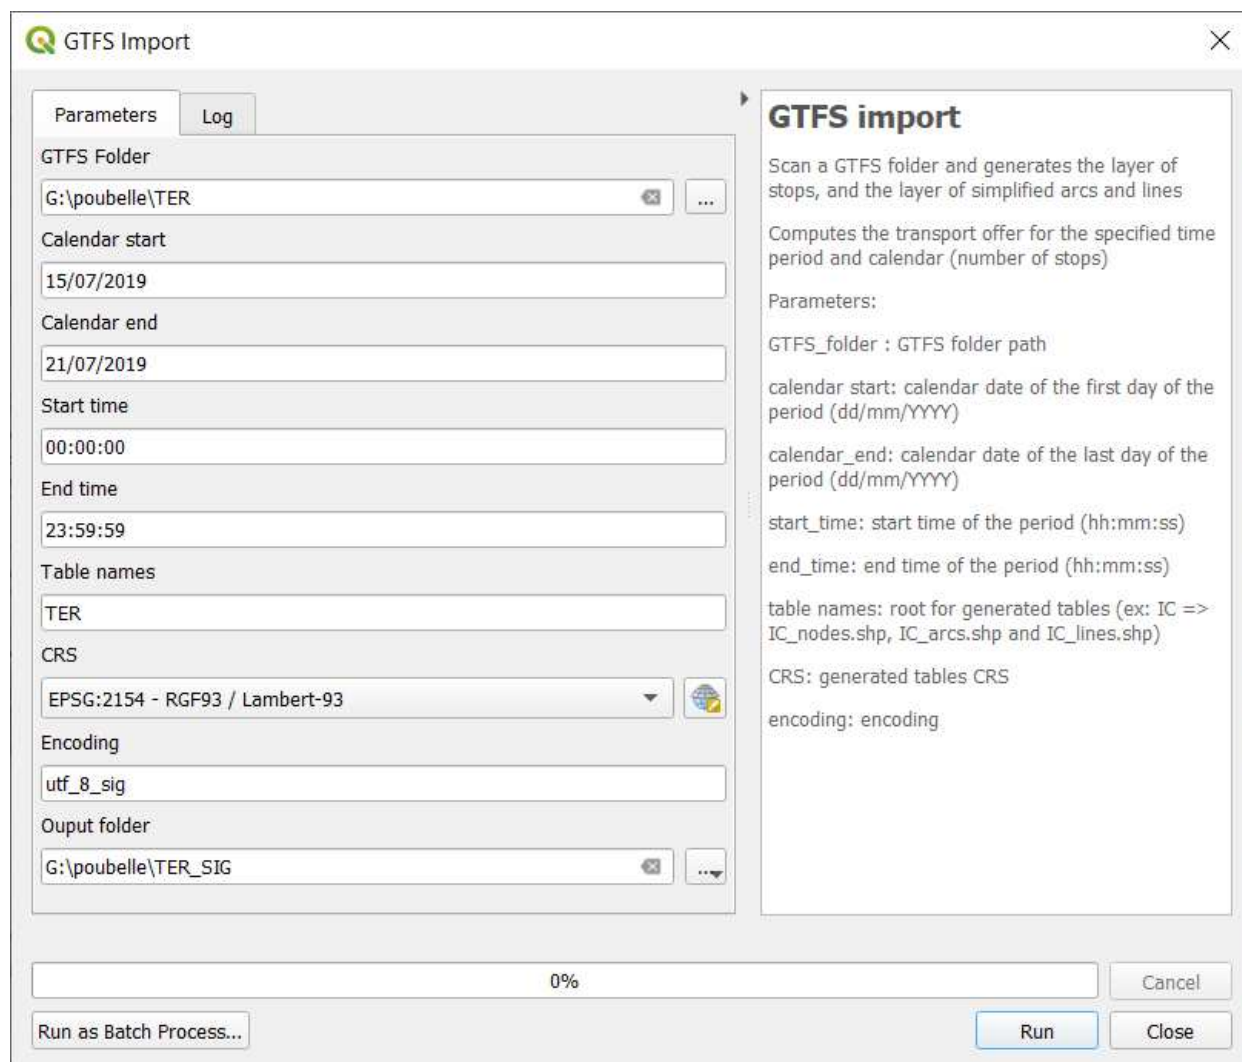 GTFS Import
Parameters
Log
GTFS Folder
G:\poubelle\TER
...
Calendar start
15/07/2019
Calendar end
21/07/2019
Start time
00:00:00
End time
23:59:59
Table names
TER
CRS
EPSG:2154 - RGF93 / Lambert-93
Encoding
utf_8_sig
Ouput folder
G:\poubelle\TER_SIG
...
GTFS import
Scan a GTFS folder and generates the layer of
stops, and the layer of simplified arcs and lines
Computes the transport offer for the specified time
period and calendar (number of stops)
Parameters:
GTFS_folder : GTFS folder path
calendar start: calendar date of the first day of the
period (dd/mm/YYYY)
calendar_end: calendar date of the last day of the
period (dd/mm/YYYY)
start_time: start time of the period (hh:mm:ss)
end_time: end time of the period (hh:mm:ss)
table names: root for generated tables (ex: IC =>
IC_nodes.shp, IC_arcs.shp and IC_lines.shp)
CRS: generated tables CRS
encoding: encoding
0%
Cancel
Run as Batch Process...
Run
Close